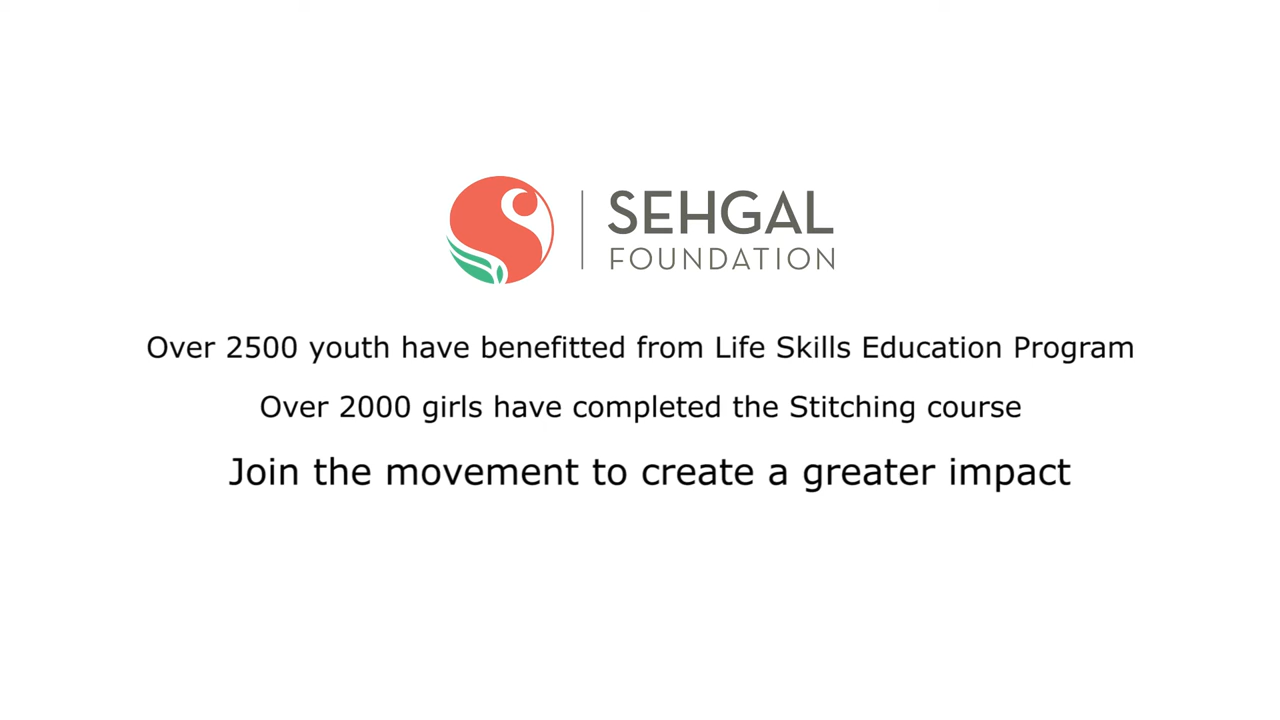 SEHGAL
FOUNDATION
Over 2500 youth have benefitted from Life Skills Education Program
Over 2000 girls have completed the Stitching course
Join the movement to create a greater impact